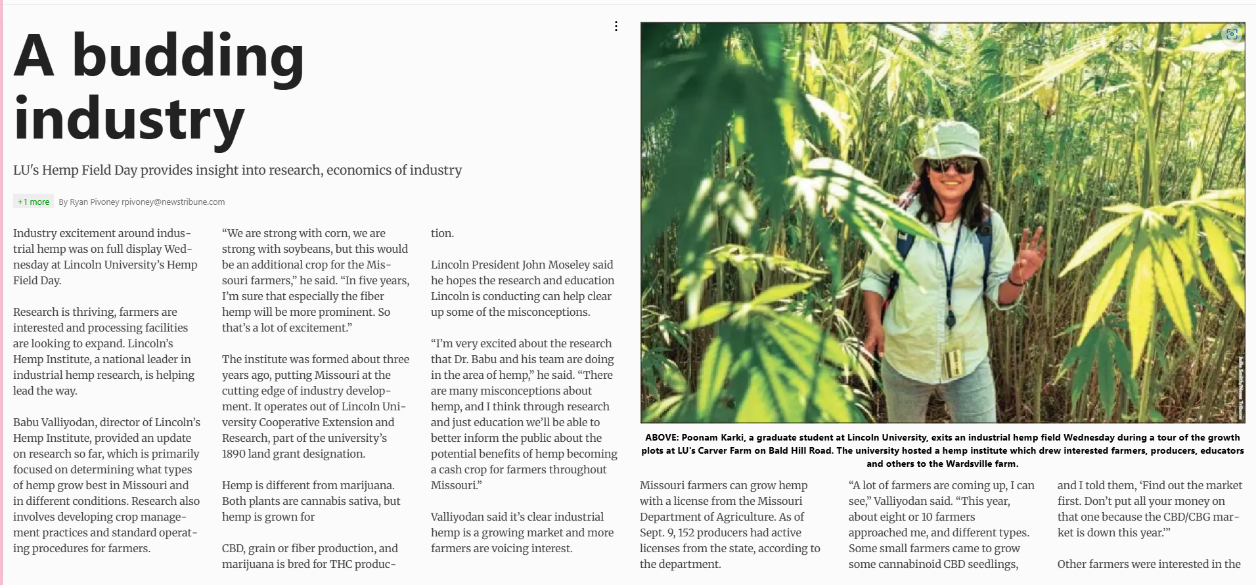 A budding
industry
LU's Hemp Field Day provides insight into research, economics of industry
+1 more By Ryan Pivoney rpivoney@newstribune.com
Industry excitement around indus-
trial hemp was on full display Wed-
nesday at Lincoln University's Hemp
Field Day.
Research is thriving, farmers are
interested and processing facilities
are looking to expand. Lincoln's
Hemp Institute, a national leader in
industrial hemp research, is helping
lead the way.
Babu Valliyodan, director of Lincoln's
Hemp Institute, provided an update
on research so far, which is primarily
focused on determining what types
of hemp grow best in Missouri and
in different conditions. Research also
involves developing crop manage-
ment practices and standard operat-
ing procedures for farmers.
“We are strong with corn, we are
strong with soybeans, but this would
be an additional crop for the Mis-
souri farmers,” he said. “In five years,
I'm sure that especially the fiber
hemp will be more prominent. So
that's a lot of excitement.”
The institute was formed about three
years ago, putting Missouri at the
cutting edge of industry develop-
ment. It operates out of Lincoln Uni-
versity Cooperative Extension and
Research, part of the university's
1890 land grant designation.
Hemp is different from marijuana.
Both plants are cannabis sativa, but
hemp is grown for
CBD, grain or fiber production, and
marijuana is bred for THC produc-
tion.
Lincoln President John Moseley said
he hopes the research and education
Lincoln is conducting can help clear
up some of the misconceptions.
“I'm very excited about the research
that Dr. Babu and his team are doing
in the area of hemp,” he said. “There
are many misconceptions about
hemp, and I think through research
and just education we'll be able to
better inform the public about the
potential benefits of hemp becoming
a cash crop for farmers throughout
Missouri.”
Valliyodan said it's clear industrial
hemp is a growing market and more
farmers are voicing interest.
ABOVE: Poonam Karki, a graduate student at Lincoln University, exits an industrial hemp field Wednesday during a tour of the growth
plots at LU's Carver Farm on Bald Hill Road. The university hosted a hemp institute which drew interested farmers, producers, educators
and others to the Wardsville farm.
Missouri farmers can grow hemp
with a license from the Missouri
Department of Agriculture. As of
Sept. 9, 152 producers had active
licenses from the state, according to
the department.
“A lot of farmers are coming up, I can
see,” Valliyodan said. “This year,
about eight or 10 farmers
approached me, and different types.
Some small farmers came to grow
some cannabinoid CBD seedlings,
and I told them, ‘Find out the market
first. Don't put all your money on
that one because the CBD/CBG mar-
ket is down this year.’”
Other farmers were interested in the